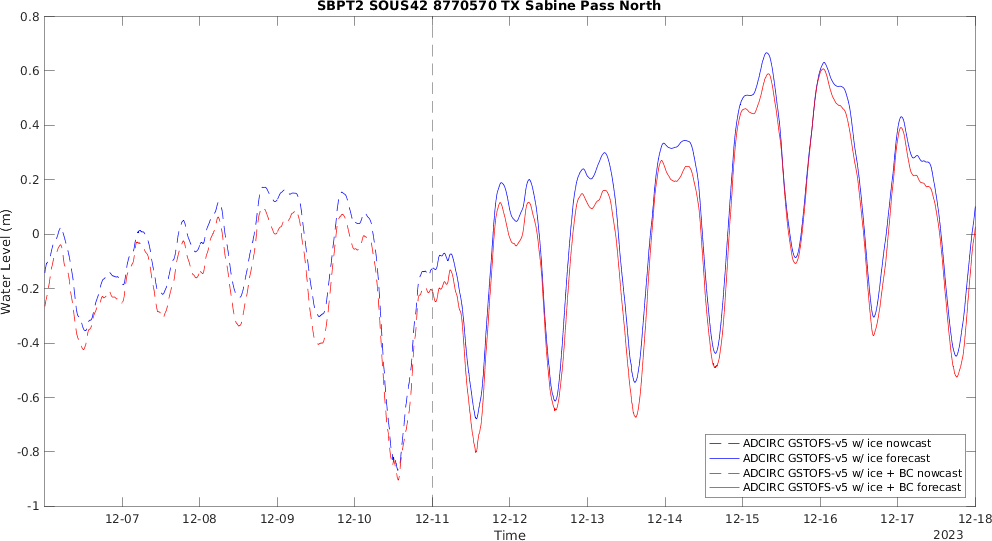 SBPT2 SOUS42 8770570 TX Sabine Pass North
0.8
0.6
0.4
0.2
0
-0.2
-0.4
-0.6
-0.8
-1
Water Level (m)
ADCIRC GSTOFS-v5 w/ ice nowcast
ADCIRC GSTOFS-v5 w/ ice forecast
ADCIRC GSTOFS-v5 w/ ice + BC nowcast
ADCIRC GSTOFS-v5 w/ ice + BC forecast
12-07 12-08 12-09 12-10 12-11 12-12 12-13 12-14 12-15 12-16 12-17 12-18
Time
2023